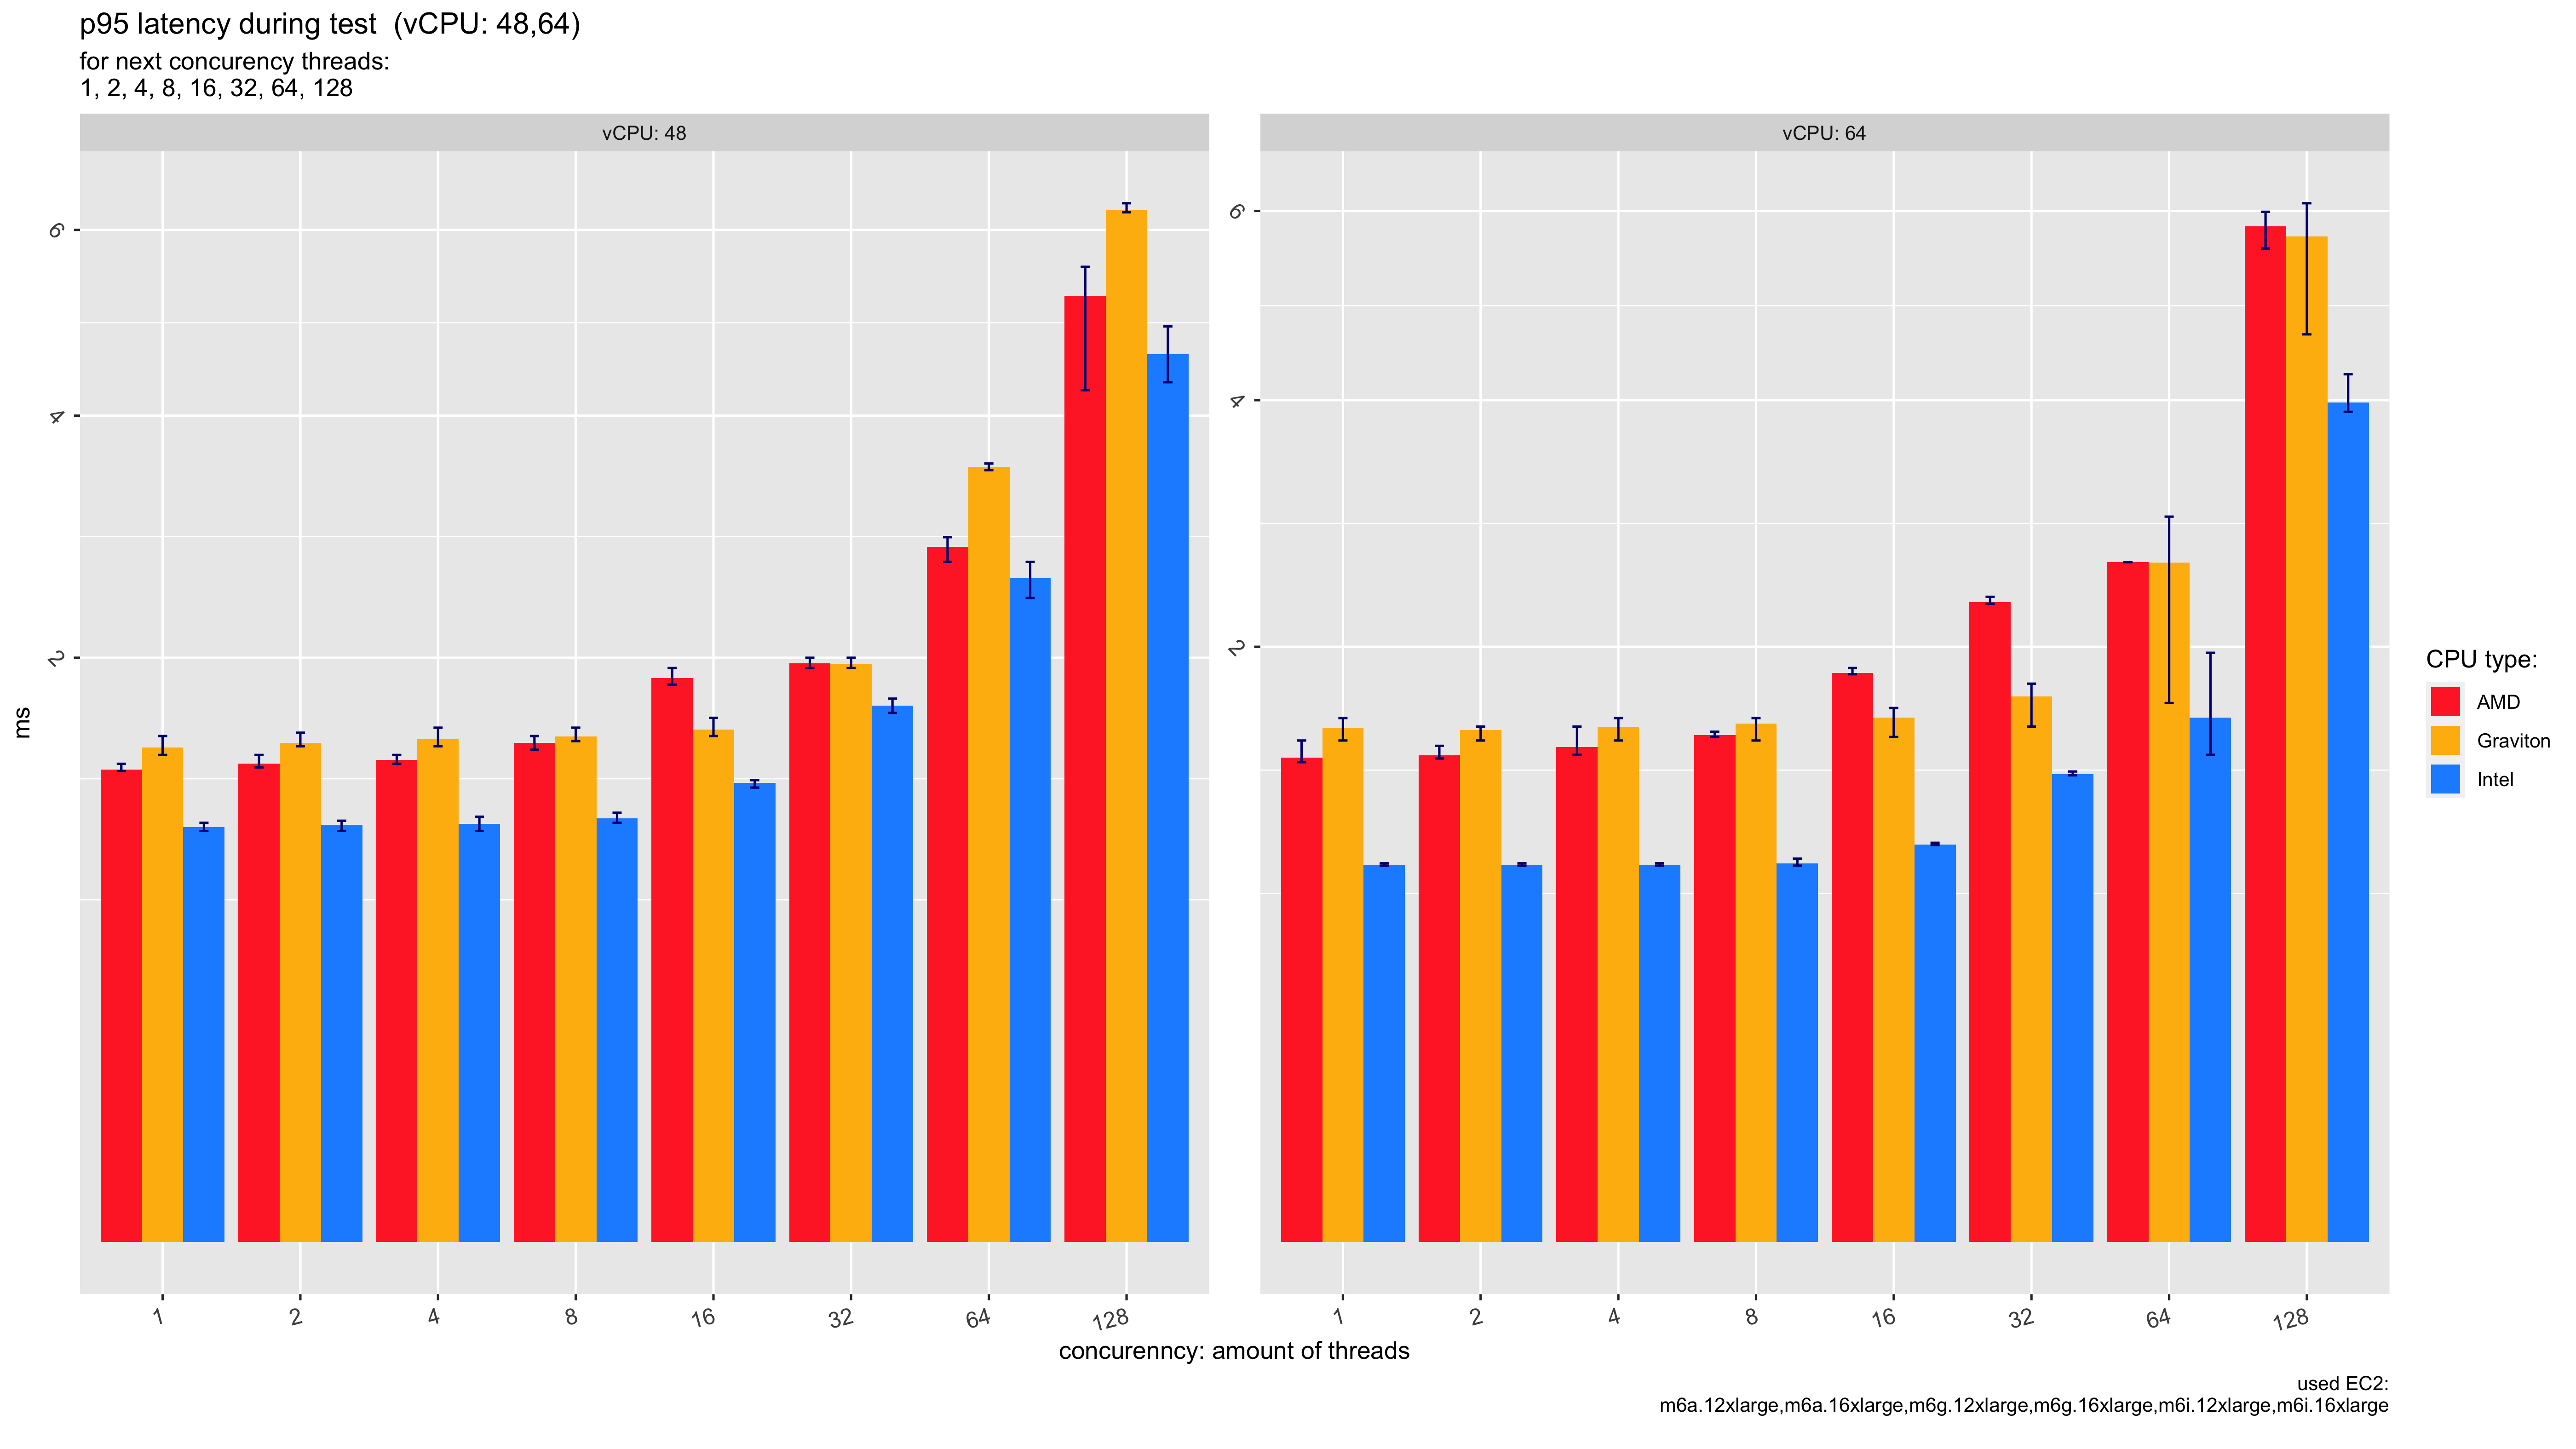 p95 latency during test  (vCPU: 48,64)
for next concurency threads:
1, 2, 4, 8, 16, 32, 64, 128
vCPU: 48
vCPU: 64
6
4
2
6
4
2
ms
1 2 4 8 16 32 64 128
1 2 4 8 16 32 64 128
concurenncy: amount of threads
CPU type:
AMD
Graviton
Intel
used EC2:
m6a.12xlarge,m6a.16xlarge,m6g.12xlarge,m6g.16xlarge,m6i.12xlarge,m6i.16xlarge